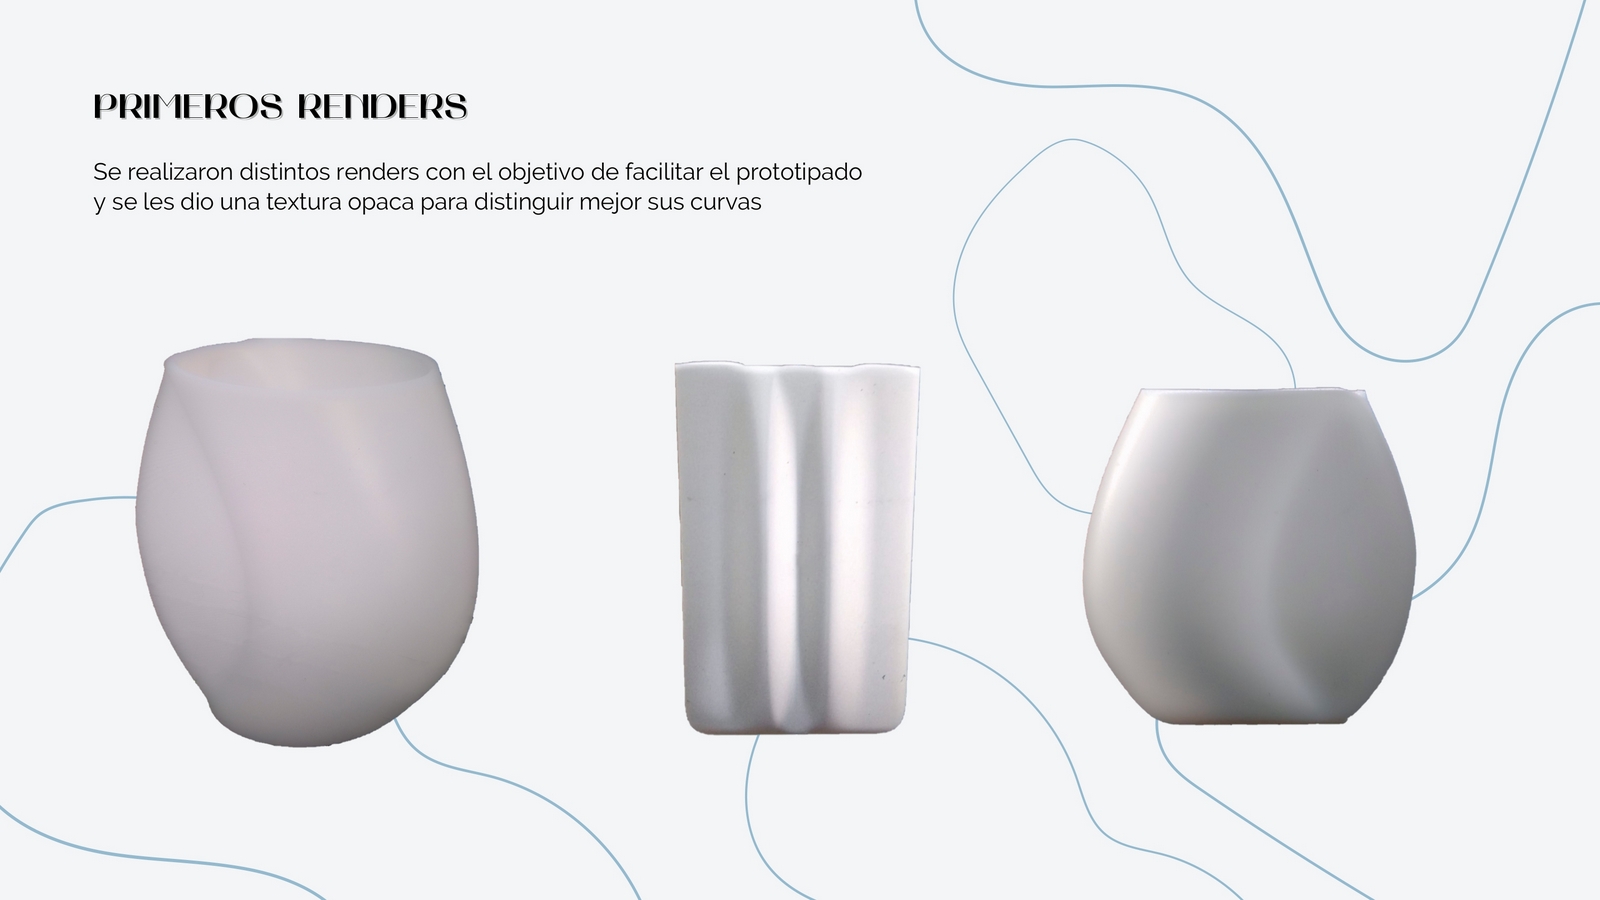 PRIMEROS RENDERS
Se realizaron distintos renders con el objetivo de facilitar el prototipado
y se les dio una textura opaca para distinguir mejor sus curvas